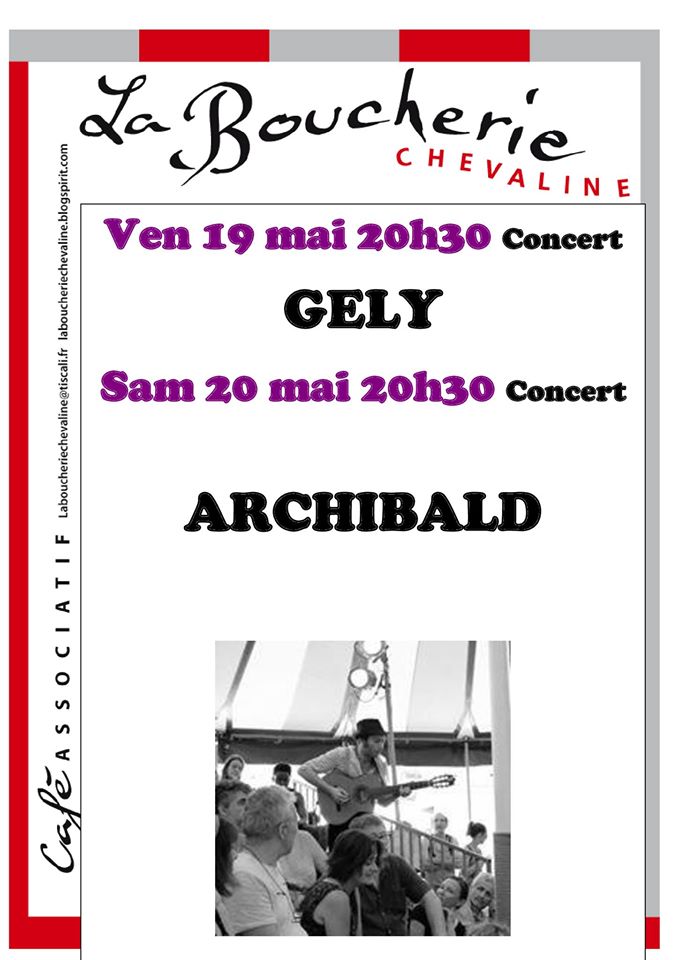 La Boucherie
CHEVALINE
Ven 19 mai 20h30 Concert
GELY
Sam 20 mai 20h30 Concert
ARCHIBALD
Café ASSOCIATIF Laboucheriechevaline@tiscali.fr laboucheriechevaline.blogspirit.com